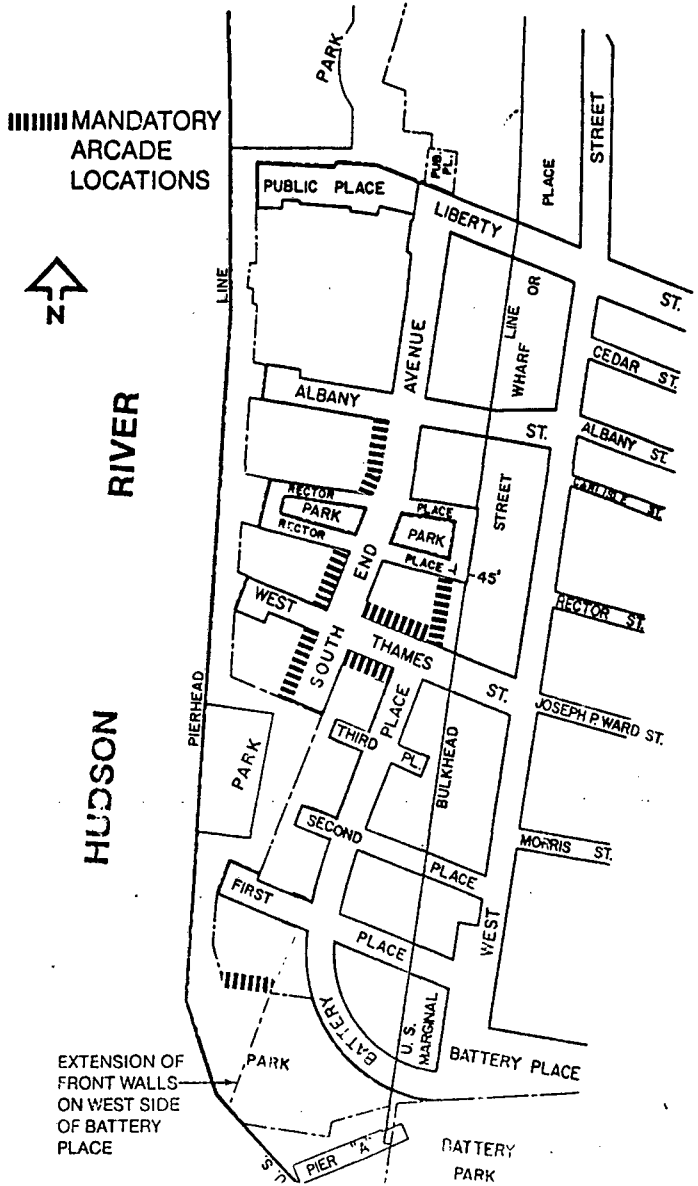 PARK
MANDATORY
ARCADE
LOCATIONS
STREET
PLACE
PUB.
PL.
PUBLIC PLACE
LIBERTY
ST.
N
LINE
AVENUE
LINE OR
WHARF
CEDAR ST.
ALBANY
ST.
ALBANY ST.
CARLISLE ST.
RIVER
RECTOR
PARK
RECTOR
PLACE
PARK
PLACE
45'
STREET
END
WEST
RECTOR ST.
SOUTH
THAMES
ST.
JOSEPH P. WARD ST.
PIERHEAD
PLACE
THIRD
PL.
BULKHEAD
PARK
HUDSON
SECOND
PLACE
MORRIS ST.
FIRST
PLACE
WEST
BATTERY
U. S.
MARGINAL
BATTERY PLACE
EXTENSION OF
FRONT WALLS
ON WEST SIDE
OF BATTERY
PLACE
PARK
U. S.
PIER "A"
BATTERY
PARK